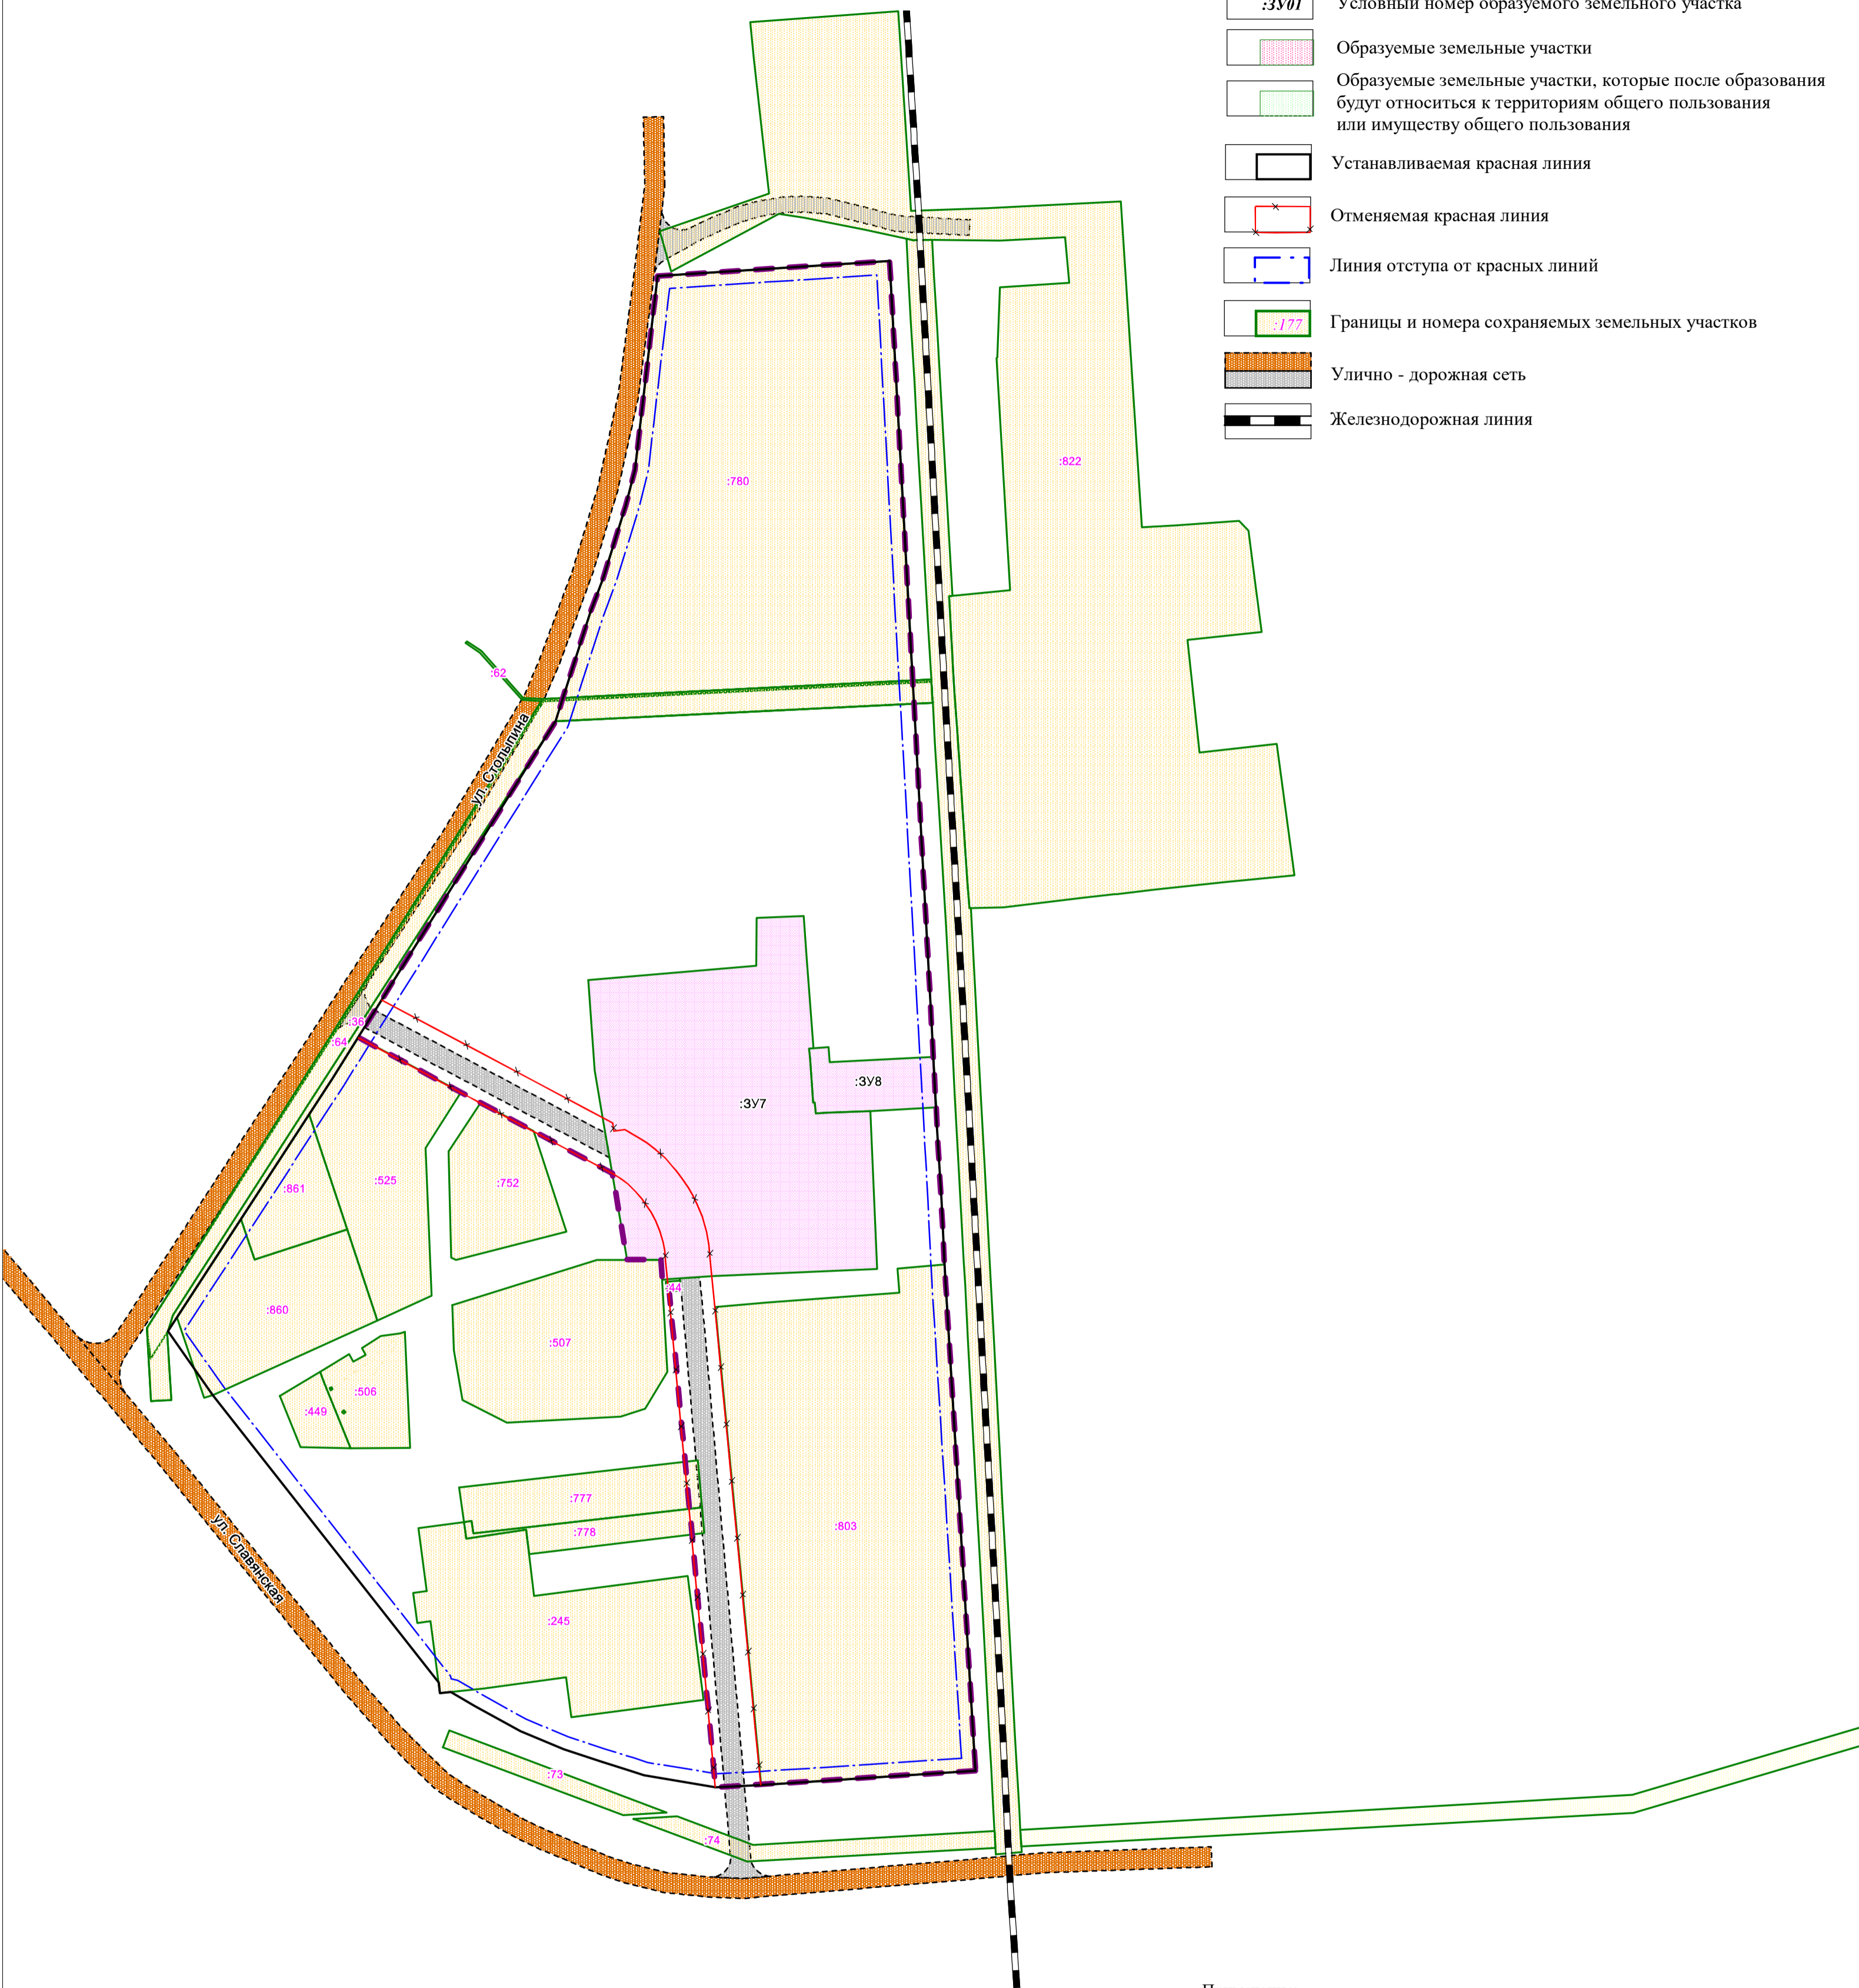 :ЗУ01 Условный номер образуемого земельного участка
Образуемые земельные участки
Образуемые земельные участки, которые после образования
будут относиться к территориям общего пользования
или имуществу общего пользования
Устанавливаемая красная линия
Отменяемая красная линия
Линия отступа от красных линий
:177 Границы и номера сохраняемых земельных участков
Улично - дорожная сеть
Железнодорожная линия
:822
:780
:62
ул. Столыпина
:36
:64
:ЗУ8
:ЗУ7
:525
:752
:861
:44
:860
:507
:506
:449
:777
:803
:778
ул. Славянская
:245
:73
:74